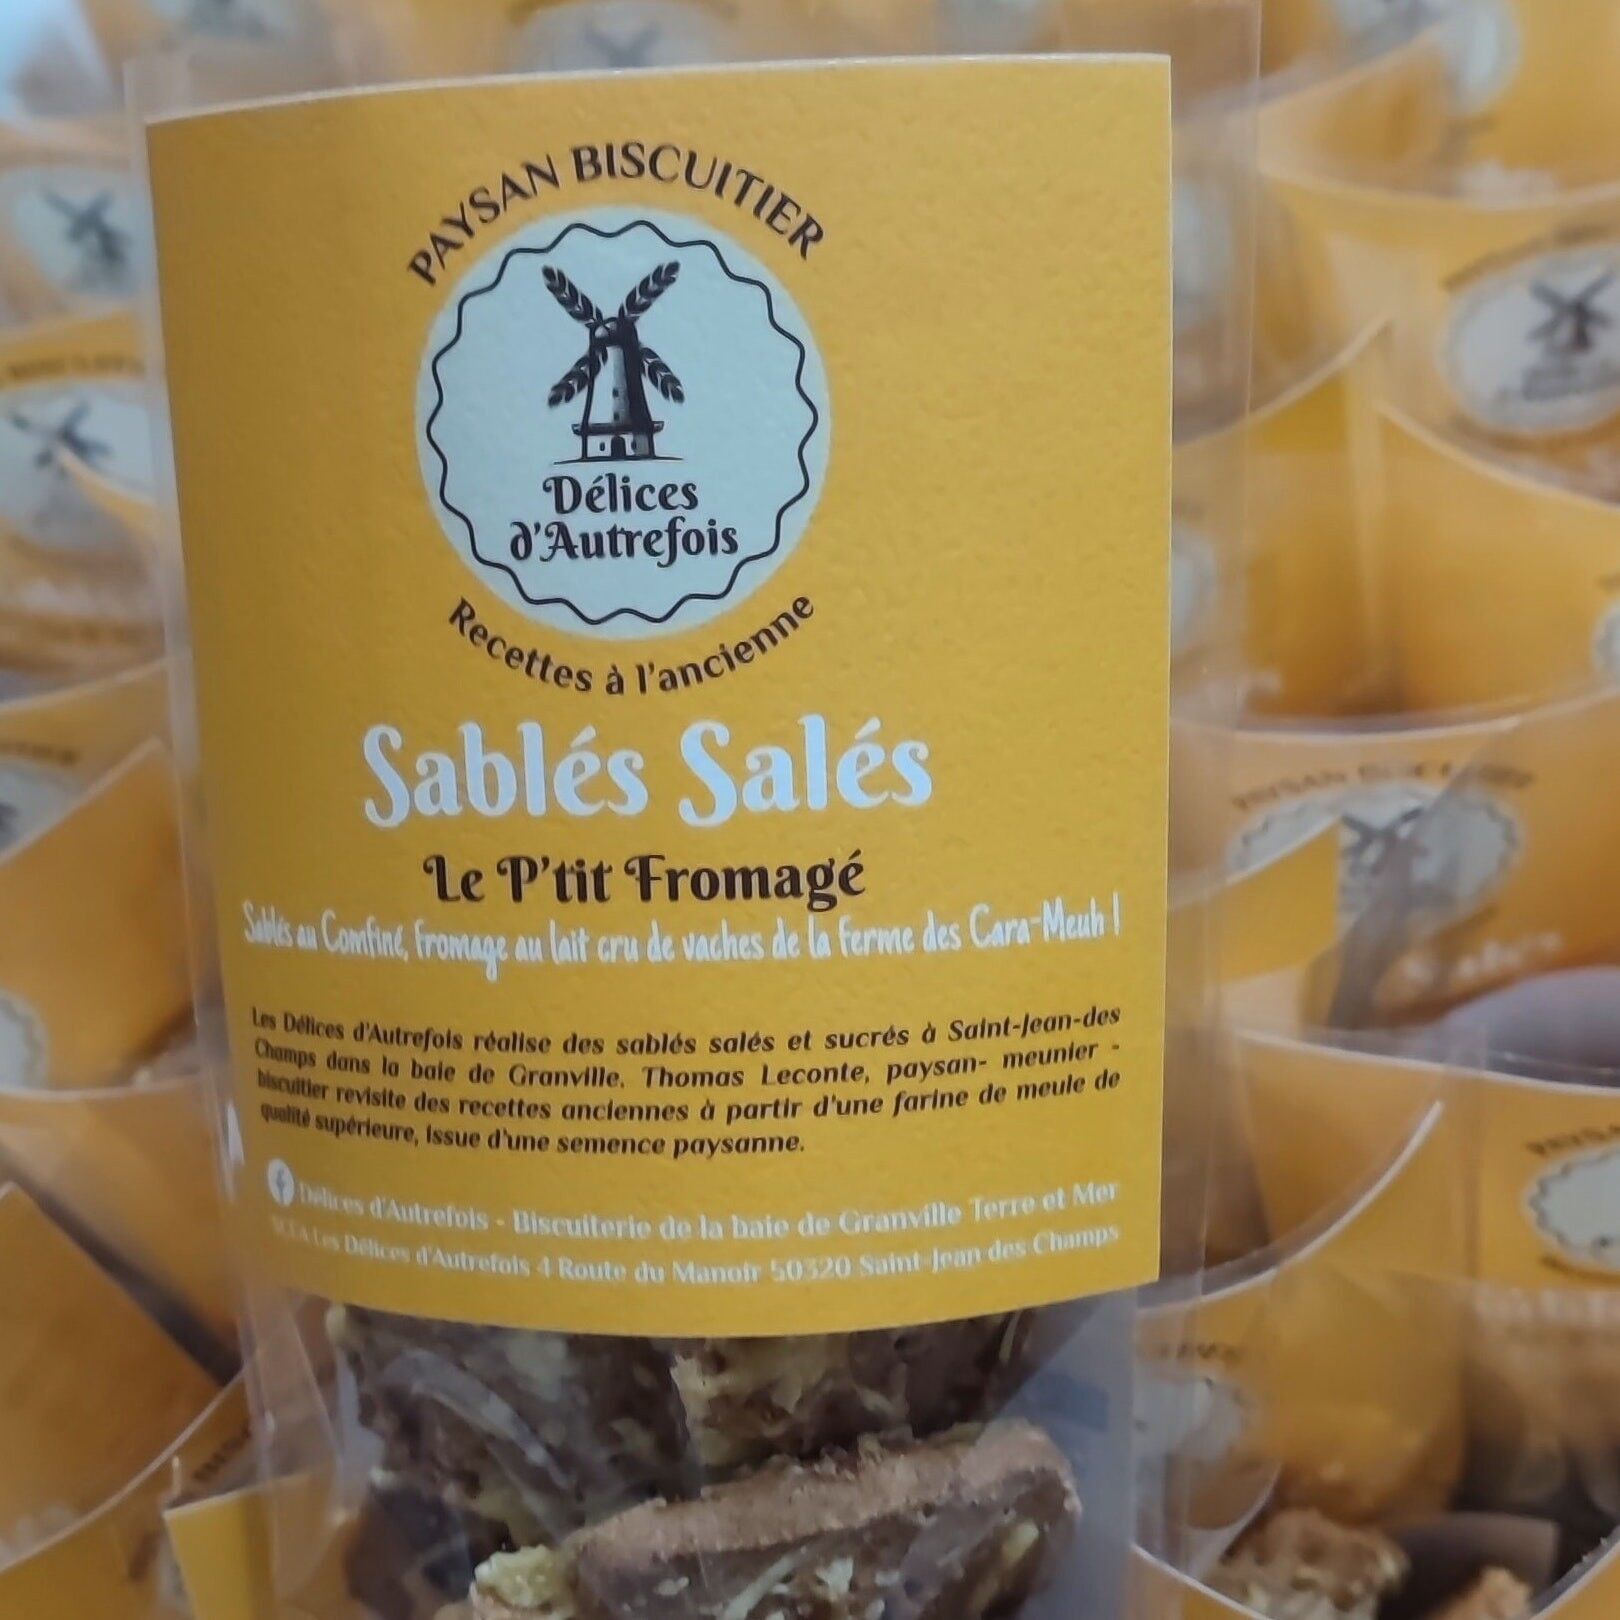 PAYSAN BISCUITIER
Délices
d'Autrefois
Recettes à l'ancienne
Sablés Salés
Le P'tit Fromagé
Sablés au Comfiné, fromage au lait cru de vaches de la ferme des Cara-Meuh !
Les Délices d'Autrefois réalise des sablés salés et sucrés à Saint-Jean-des
Champs dans la baie de Granville. Thomas Leconte, paysan- meunier -
biscuitier revisite des recettes anciennes à partir d'une farine de meule de
qualité supérieure, issue d'une semence paysanne.
Délices d'Autrefois - Biscuiterie de la baie de Granville Terre et Mer
Les Délices d'Autrefois 4 Route du Manoir 50320 Saint Jean des Champs
PAYSAN BISCUITIER